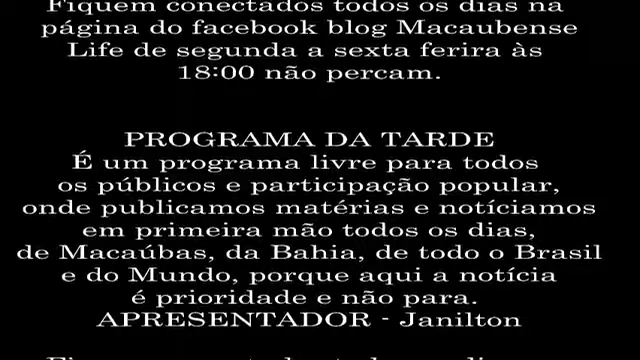 Fiquem conectados todos os dias na
página do facebook blog Macaubense
Life de segunda a sexta ferira às
18:00 não percam.
PROGRAMA DA TARDE
É um programa livre para todos
os públicos e participação popular,
onde publicamos matérias e notíciamos
em primeira mão todos os dias,
de Macaúbas, da Bahia, de todo o Brasil
e do Mundo, porque aqui a notícia
é prioridade e não para.
APRESENTADOR - Janilton